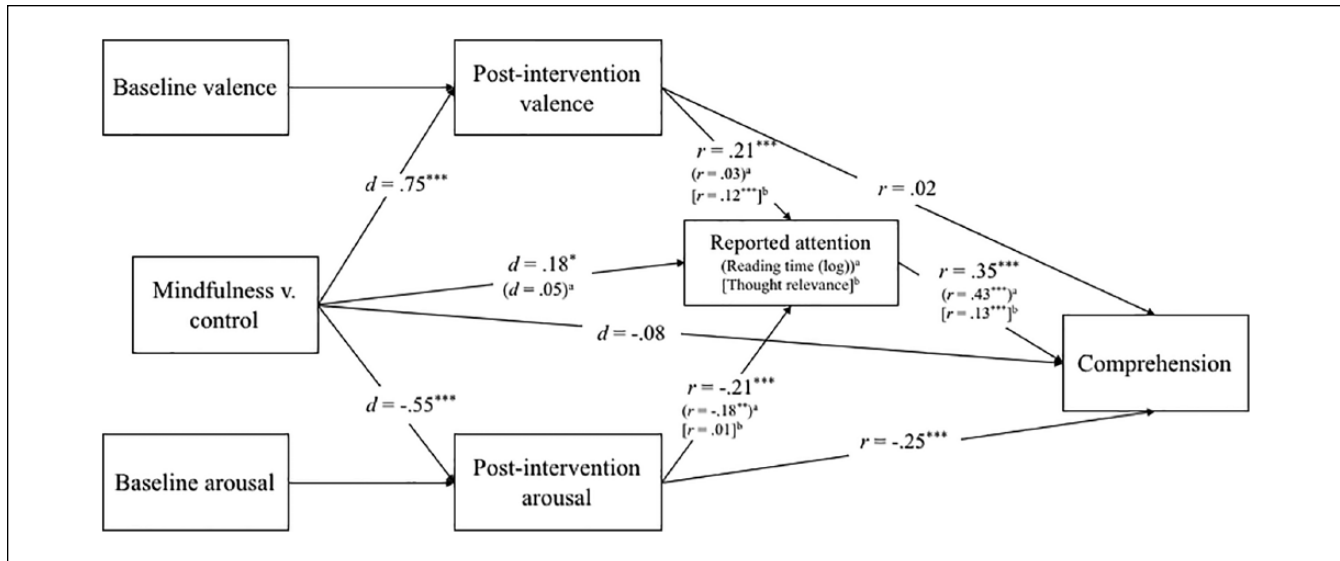 Baseline valence
Post-intervention
valence
r = .21***
(r = .03)ᵃ
[r = .12***]ᵇ
d = .75***
r = .02
Reported attention
(Reading time (log))ᵃ
[Thought relevance]ᵇ
d = .18*
(d = .05)ᵃ
r = .35***
(r = .43***)ᵃ
[r = .13***]ᵇ
Mindfulness v.
control
d = -.08
Comprehension
r = -.21***
(r = -.18**)ᵃ
[r = .01]ᵇ
d = -.55***
r = -.25***
Baseline arousal
Post-intervention
arousal